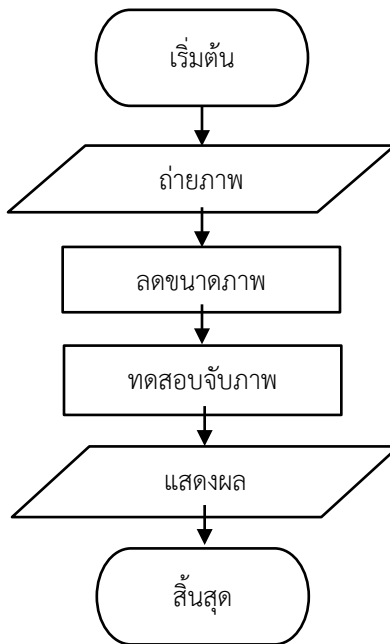 เริ่มต้น
ถ่ายภาพ
ลดขนาดภาพ
ทดสอบจับภาพ
แสดงผล
สิ้นสุด